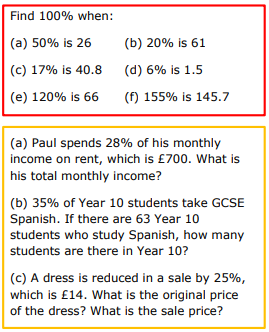 Find 100% when:
(a) 50% is 26 (b) 20% is 61
(c) 17% is 40.8 (d) 6% is 1.5
(e) 120% is 66 (f) 155% is 145.7
(a) Paul spends 28% of his monthly
income on rent, which is £700. What is
his total monthly income?
(b) 35% of Year 10 students take GCSE
Spanish. If there are 63 Year 10
students who study Spanish, how many
students are there in Year 10?
(c) A dress is reduced in a sale by 25%,
which is £14. What is the original price
of the dress? What is the sale price?